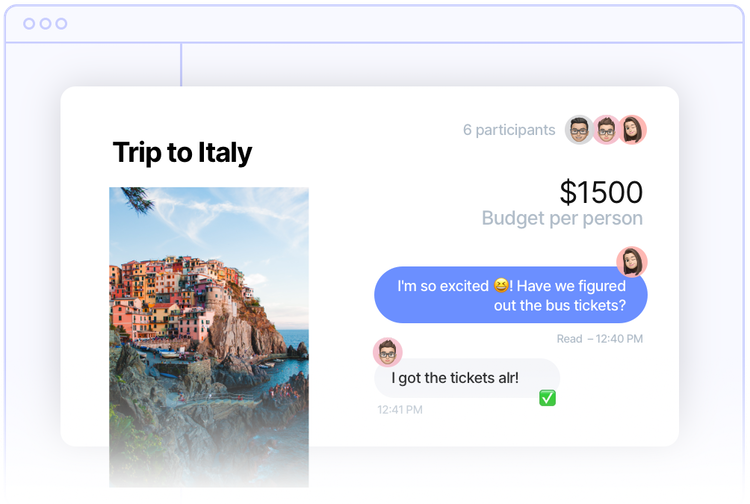 6 participants
Trip to Italy
$1500
Budget per person
I'm so excited 😆! Have we figured
out the bus tickets?
Read – 12:40 PM
I got the tickets alr!
12:41 PM